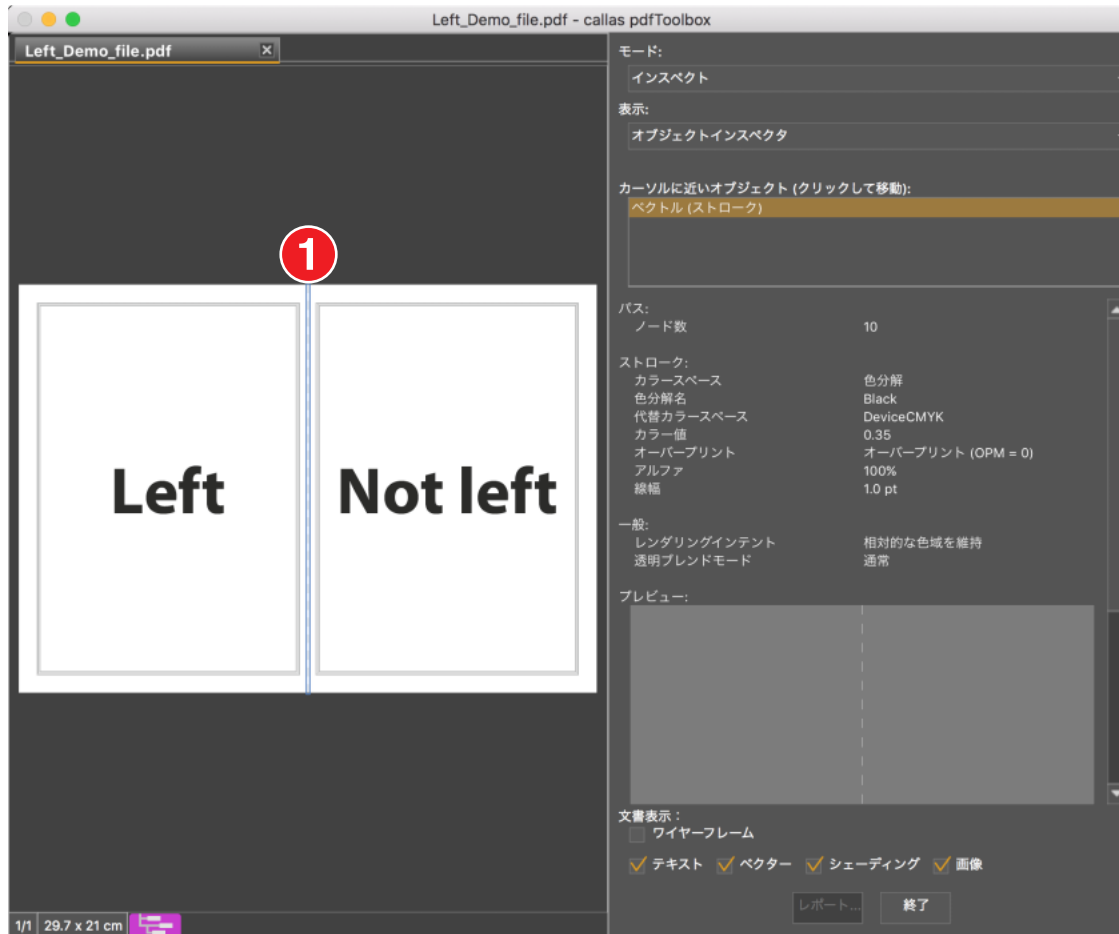 Left_Demo_file.pdf - callas pdfToolbox
Left_Demo_file.pdf
1
Left
Not left
1/1
29.7 x 21 cm
モード:
インスペクト
表示:
オブジェクトインスペクタ
カーソルに近いオブジェクト (クリックして移動):
ベクトル (ストローク)
パス:
ノード数 10
ストローク:
カラースペース 色分解
色分解名 Black
代替カラースペース DeviceCMYK
カラー値 0.35
オーバープリント オーバープリント (OPM = 0)
アルファ 100%
線幅 1.0 pt
一般:
レンダリングインテント 相対的な色域を維持
透明ブレンドモード 通常
プレビュー:
文書表示：
ワイヤーフレーム
テキスト ベクター シェーディング 画像
レポート... 終了